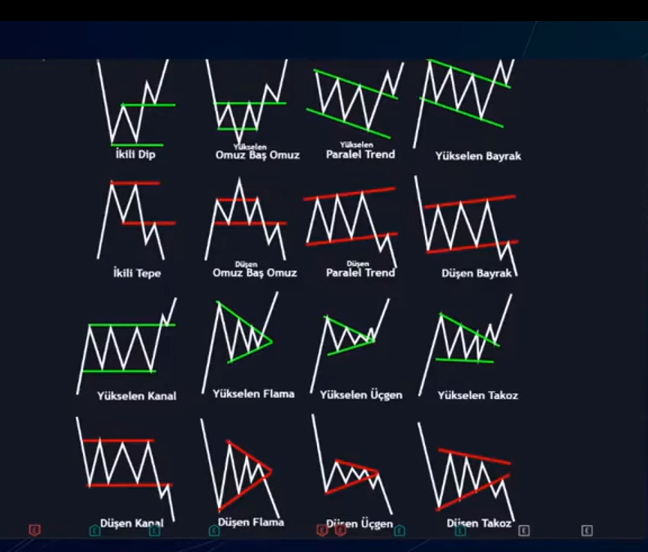 İkili Dip
Yükselen
Omuz Baş Omuz
Yükselen
Paralel Trend
Yükselen Bayrak
İkili Tepe
Düşen
Omuz Baş Omuz
Düşen
Paralel Trend
Düşen Bayrak
Yükselen Kanal
Yükselen Flama
Yükselen Üçgen
Yükselen Takoz
Düşen Kanal
Düşen Flama
Düşen Üçgen
Düşen Takoz